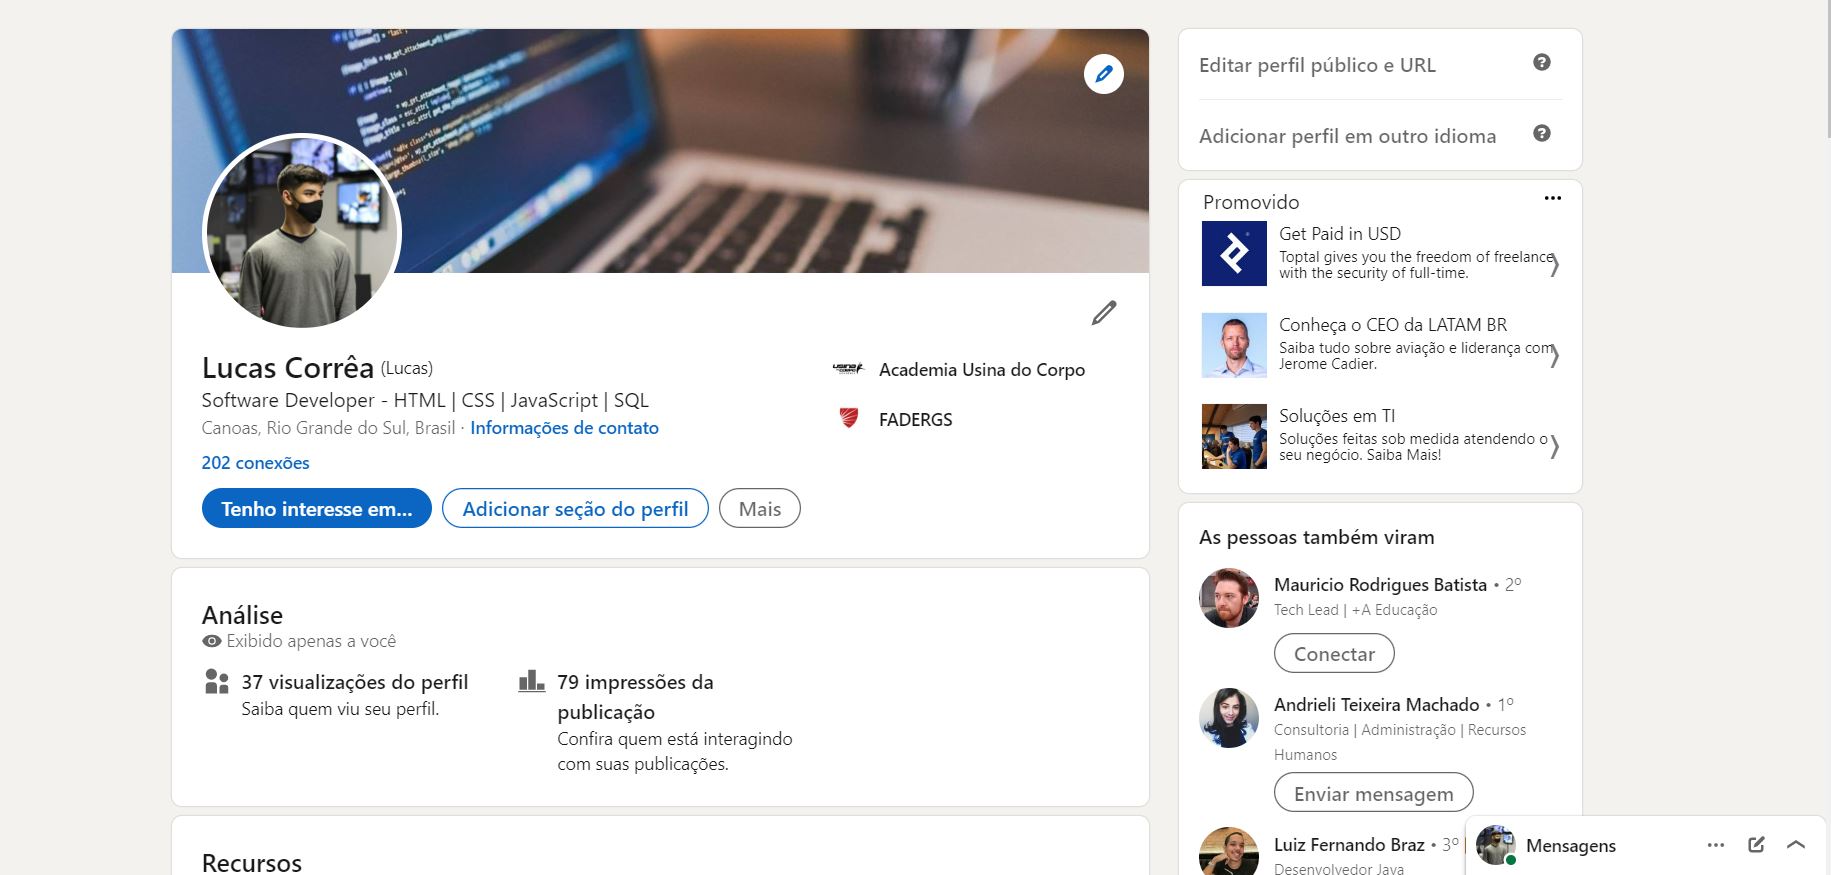 Lucas Corrêa (Lucas)
Software Developer - HTML | CSS | JavaScript | SQL
Canoas, Rio Grande do Sul, Brasil · Informações de contato
202 conexões
Tenho interesse em...
Adicionar seção do perfil
Mais
Academia Usina do Corpo
FADERGS
Análise
Exibido apenas a você
37 visualizações do perfil
Saiba quem viu seu perfil.
79 impressões da
publicação
Confira quem está interagindo
com suas publicações.
Recursos
Editar perfil público e URL
Adicionar perfil em outro idioma
Promovido
Get Paid in USD
Toptal gives you the freedom of freelance
with the security of full-time.
Conheça o CEO da LATAM BR
Saiba tudo sobre aviação e liderança com
Jerome Cadier.
Soluções em TI
Soluções feitas sob medida atendendo o
seu negócio. Saiba Mais!
As pessoas também viram
Mauricio Rodrigues Batista • 2º
Tech Lead | +A Educação
Conectar
Andrieli Teixeira Machado • 1º
Consultoria | Administração | Recursos
Humanos
Enviar mensagem
Luiz Fernando Braz • 3º
Desenvolvedor Java
Mensagens